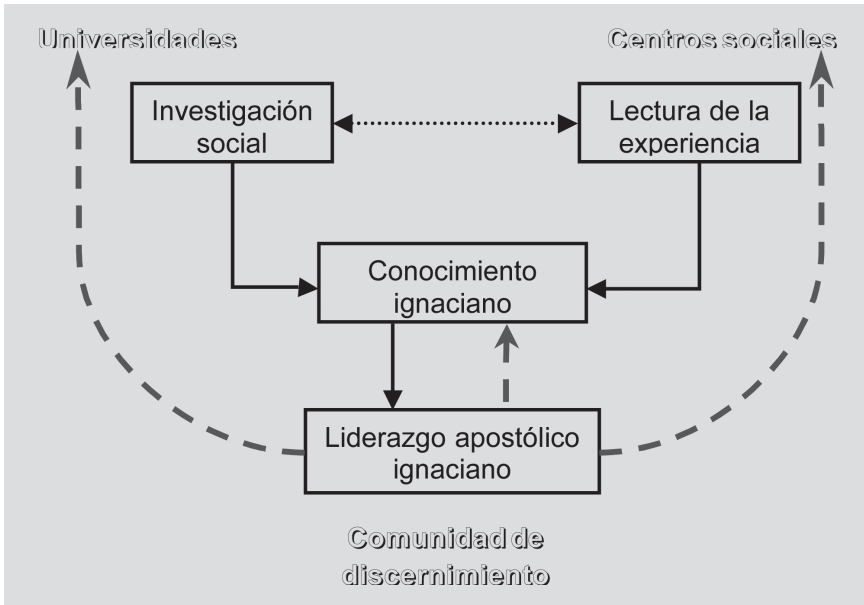 Universidades
Centros sociales
Investigación
social
Lectura de la
experiencia
Conocimiento
ignaciano
Liderazgo apostólico
ignaciano
Comunidad de
discernimiento